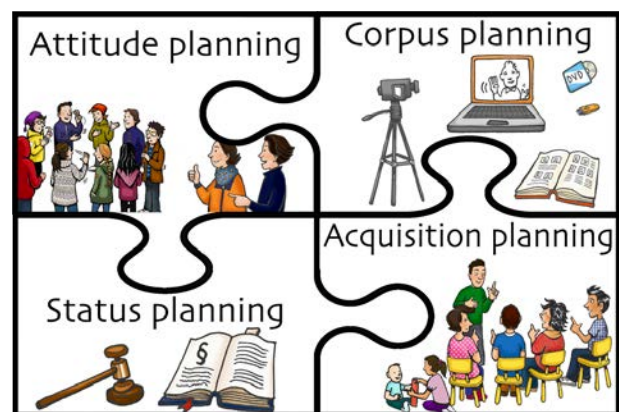 Attitude planning
Corpus planning
DVD
Acquisition planning
Status planning
§